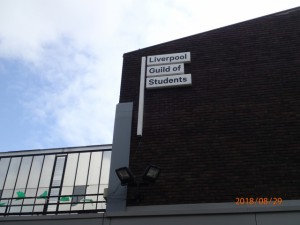 Liverpool
Guild of
Students
2018/08/29